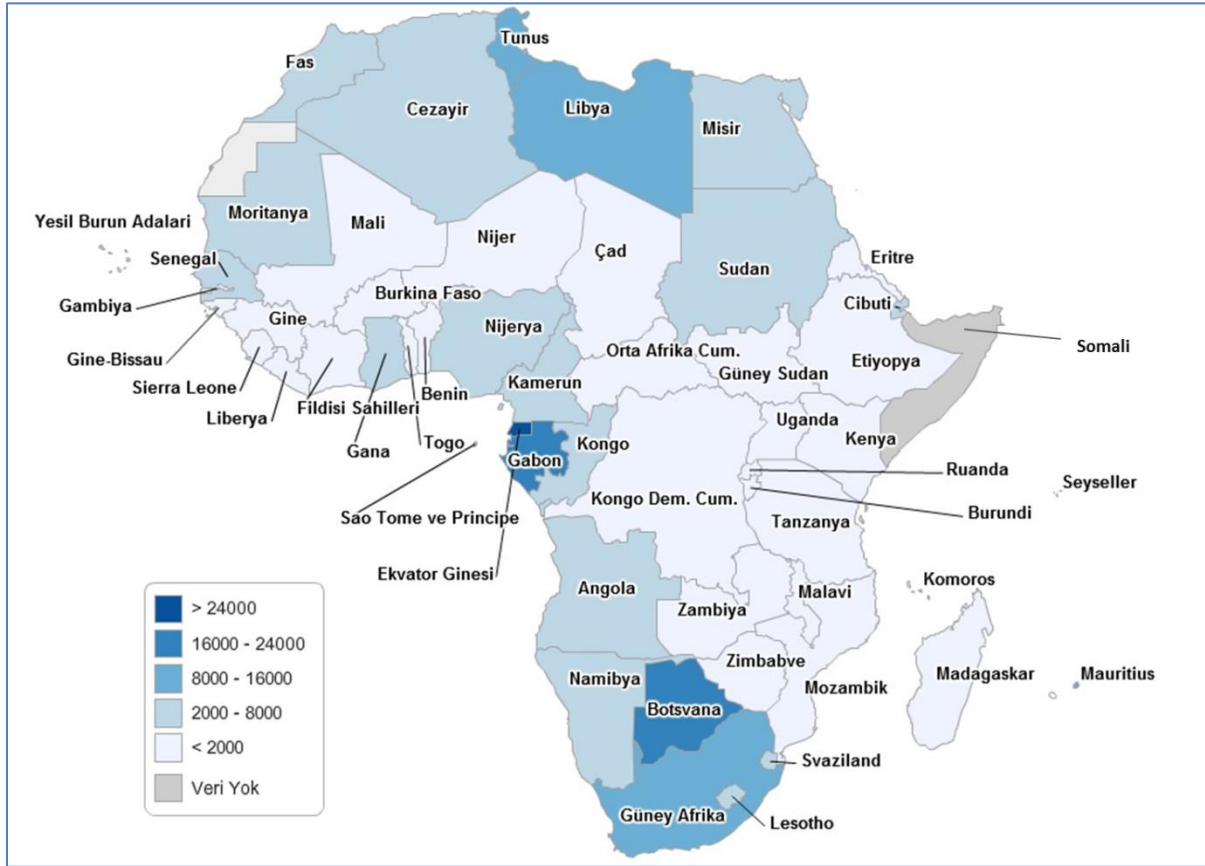 Tunus
Fas
Cezayir
Libya
Misir
Moritanya
Mali
Nijer
Yesil Burun Adalari
Çad
Sudan
Eritre
Senegal
Gambiya
Burkina Faso
Cibuti
Gine
Nijerya
Gine-Bissau
Orta Afrika Cum.
Güney Sudan
Etiyopya
Somali
Sierra Leone
Kamerun
Benin
Liberya
Fildisi Sahilleri
Uganda
Kenya
Gana
Togo
Kongo
Gabon
Ruanda
Seyseller
Kongo Dem. Cum.
Burundi
Sao Tome ve Principe
Tanzanya
Ekvator Ginesi
Angola
Malavi
Komoros
Zambiya
Zimbabve
Madagaskar
Mauritius
Namibya
Mozambik
Botsvana
Svaziland
Güney Afrika
Lesotho
> 24000
16000 - 24000
8000 - 16000
2000 - 8000
< 2000
Veri Yok